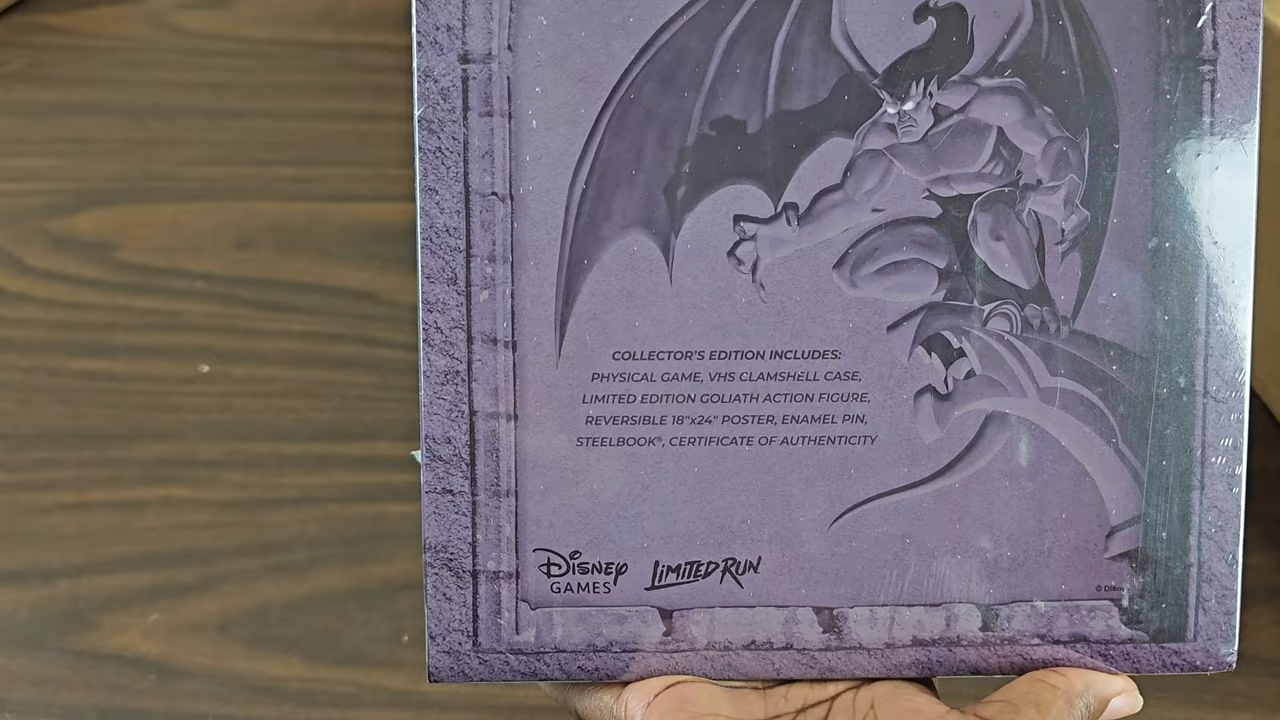 COLLECTOR'S EDITION INCLUDES:
PHYSICAL GAME, VHS CLAMSHELL CASE,
LIMITED EDITION GOLIATH ACTION FIGURE,
REVERSIBLE 18"x24" POSTER, ENAMEL PIN,
STEELBOOK®, CERTIFICATE OF AUTHENTICITY
DISNEY LIMITED RUN
GAMES
©